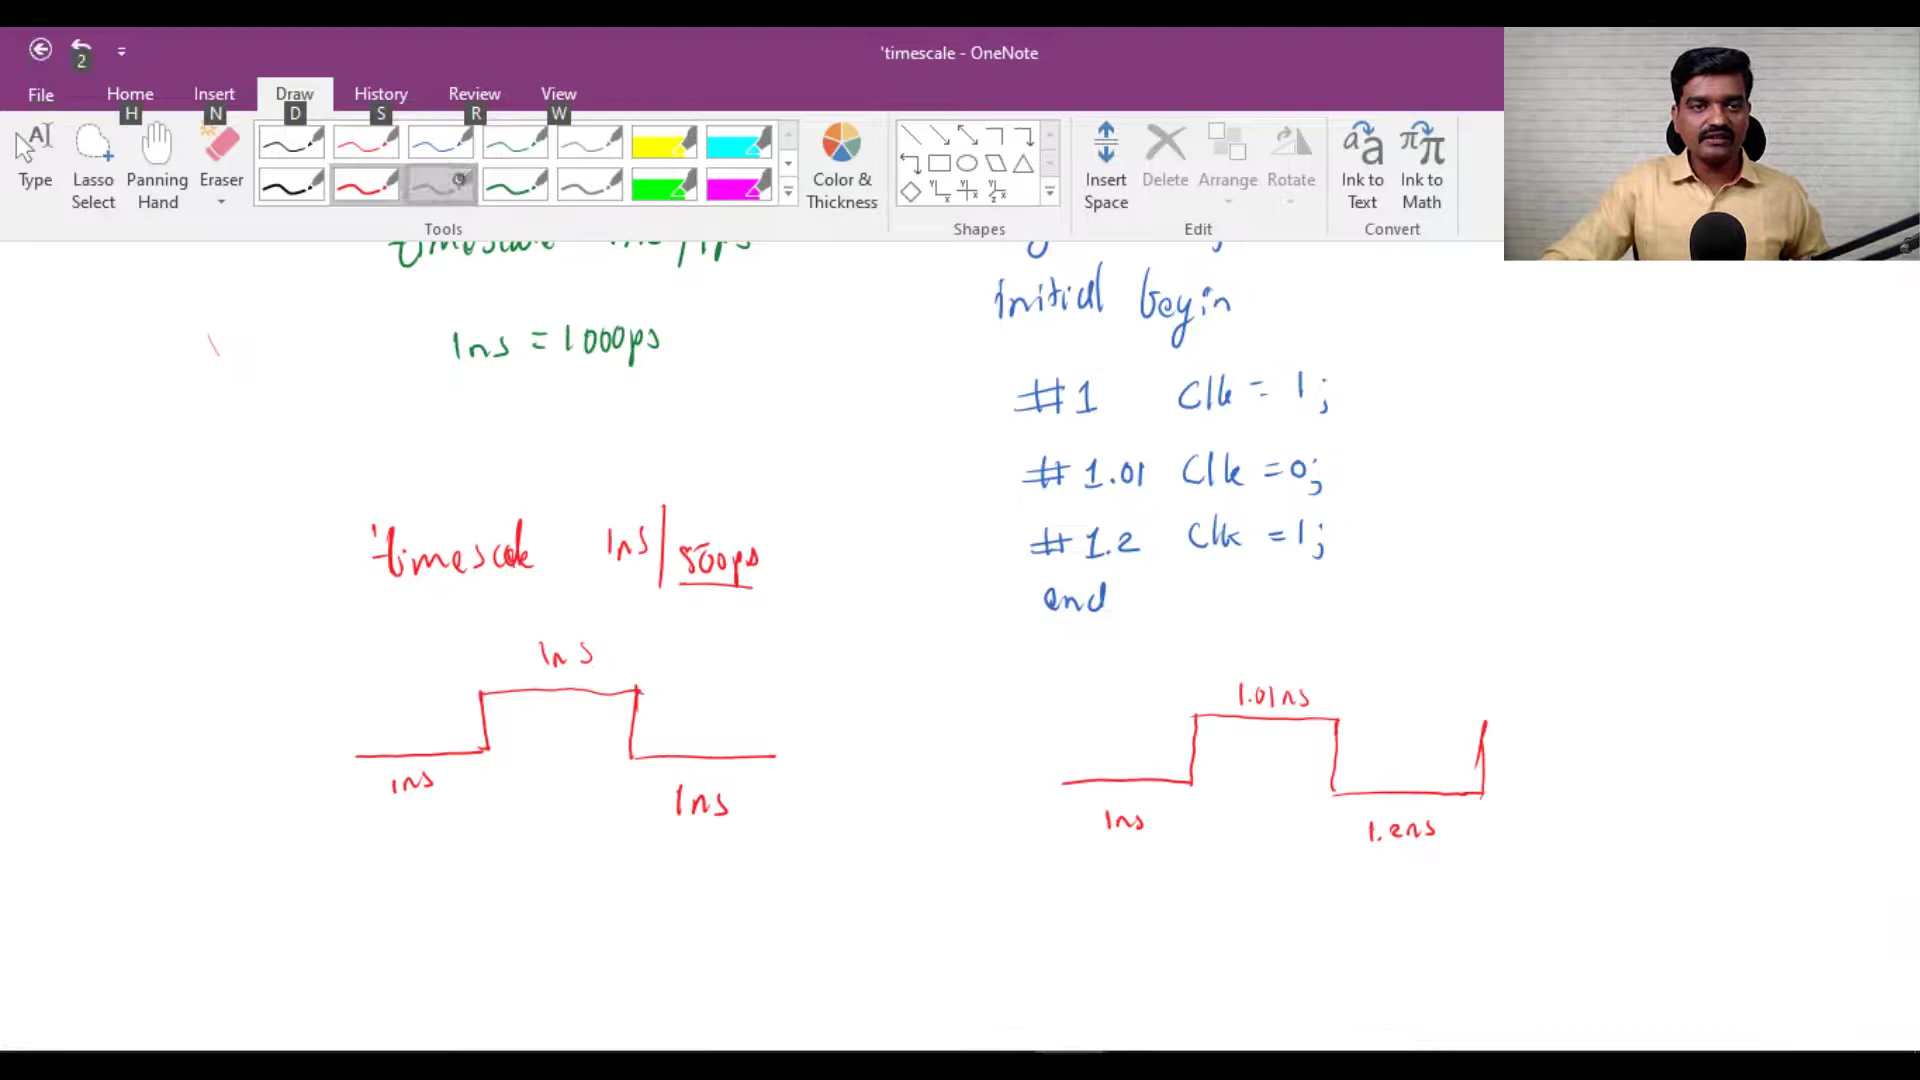 2
'timescale - OneNote
File Home Insert Draw History Review View
H N D S R W
Type Lasso Select Panning Hand Eraser Color & Thickness Insert Space Delete Arrange Rotate Ink to Text Ink to Math
Tools Shapes Edit Convert
timescale
initial begin
1ns = 1000ps
#1 Clk = 1;
#1.01 Clk = 0;
#1.2 Clk = 1;
end
'timescale 1ns/500ps
1ns
1ns
1ns
1.01ns
1ns
1.2ns